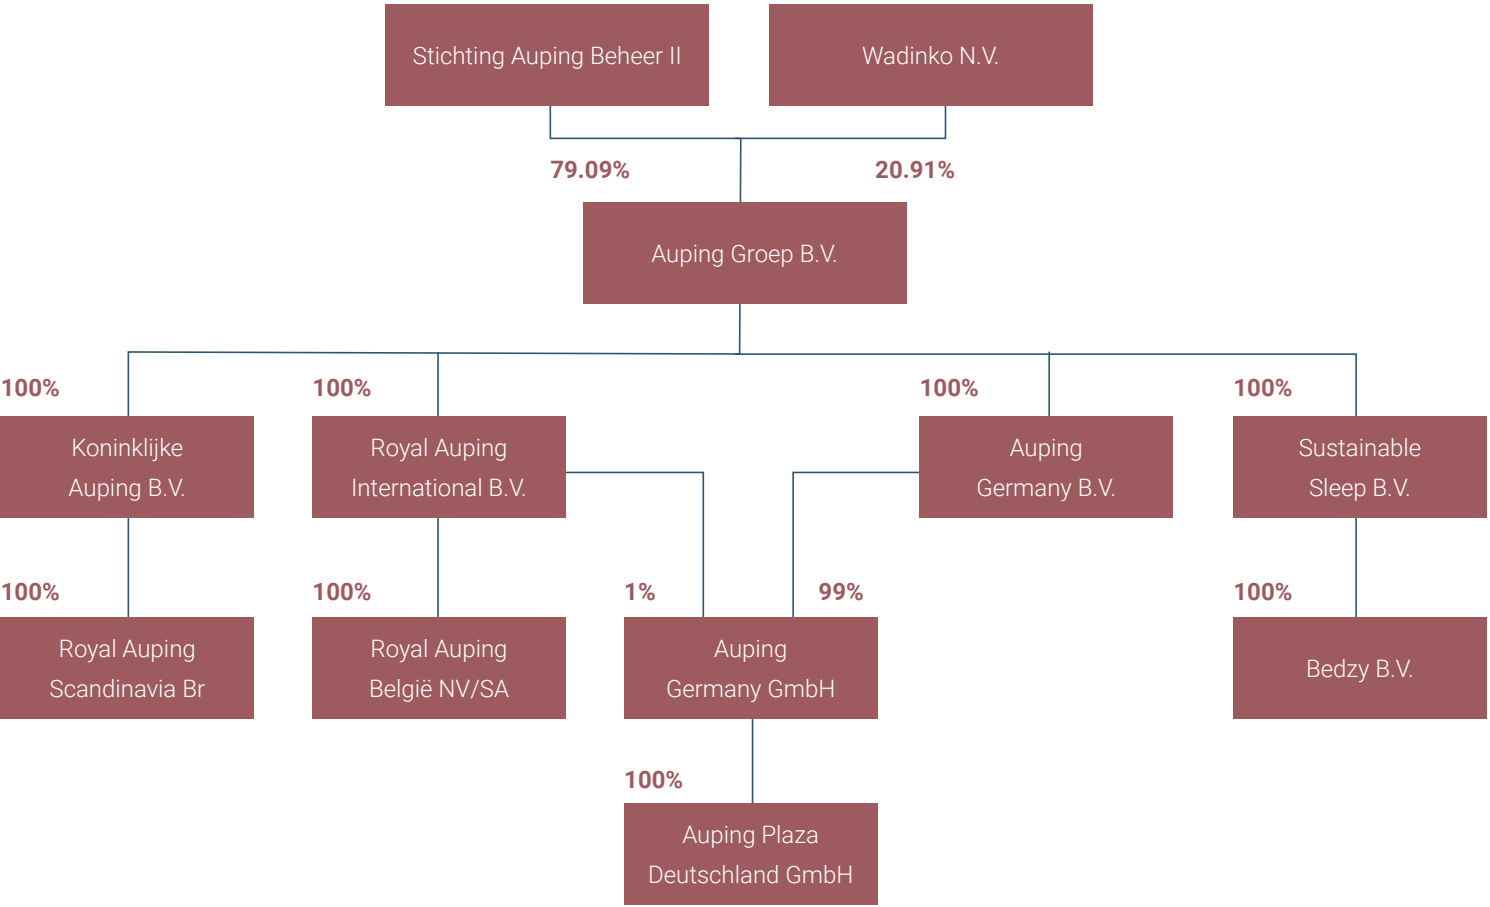 Stichting Auping Beheer II
Wadinko N.V.
79.09%
20.91%
Auping Groep B.V.
100%
100%
100%
100%
Koninklijke
Auping B.V.
Royal Auping
International B.V.
Auping
Germany B.V.
Sustainable
Sleep B.V.
100%
100%
1%
99%
100%
Royal Auping
Scandinavia Br
Royal Auping
België NV/SA
Auping
Germany GmbH
Bedzy B.V.
100%
Auping Plaza
Deutschland GmbH